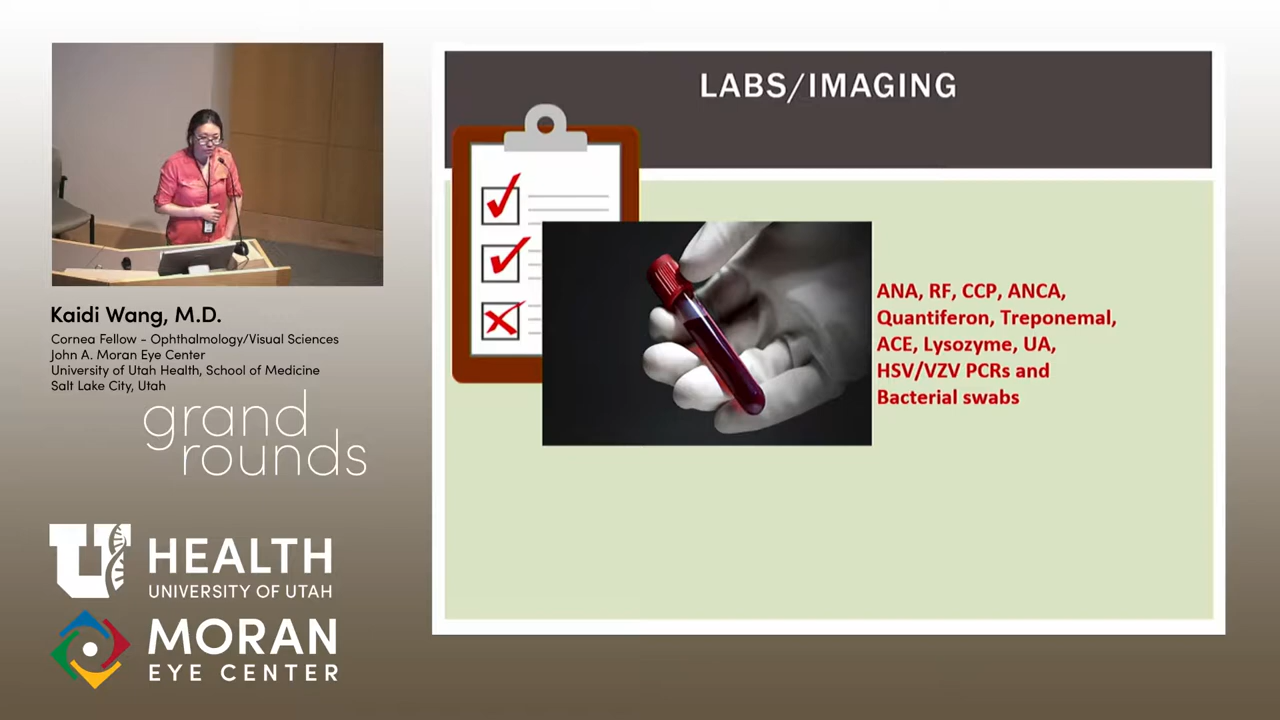 LABS/IMAGING
ANA, RF, CCP, ANCA,
Quantiferon, Treponemal,
ACE, Lysozyme, UA,
HSV/VZV PCRs and
Bacterial swabs
Kaidi Wang, M.D.
Cornea Fellow – Ophthalmology/Visual Sciences
John A. Moran Eye Center
University of Utah Health, School of Medicine
Salt Lake City, Utah
grand
rounds
U HEALTH
UNIVERSITY OF UTAH
MORAN
EYE CENTER